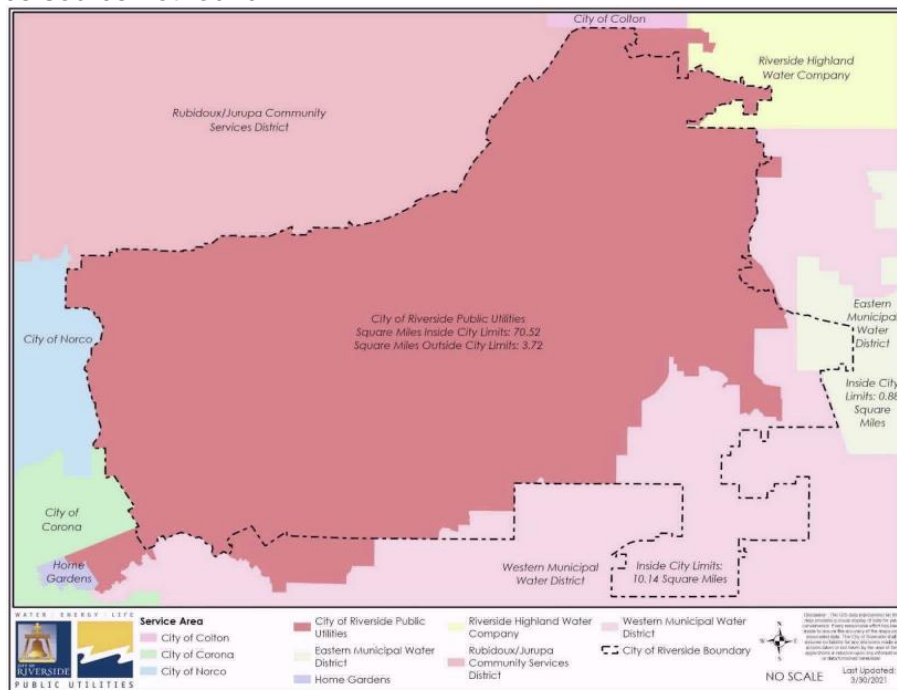 City of Colton
Riverside Highland
Water Company
Rubidoux/Jurupa Community
Services District
City of Riverside Public Utilities
Square Miles Inside City Limits: 70.52
Square Miles Outside City Limits: 3.72
City of Norco
Eastern
Municipal
Water
District
Inside City
Limits: 0.88
Square
Miles
City of
Corona
Home
Gardens
Western Municipal
Water District
Inside City Limits:
10.14 Square Miles
WATER ENERGY LIFE
CITY OF
RIVERSIDE
PUBLIC UTILITIES
Service Area
City of Colton
City of Corona
City of Norco
City of Riverside Public
Utilities
Eastern Municipal Water
District
Home Gardens
Riverside Highland Water
Company
Rubidoux/Jurupa
Community Services
District
Western Municipal Water
District
City of Riverside Boundary
N
W
E
S
NO SCALE
Last Updated:
3/30/2021